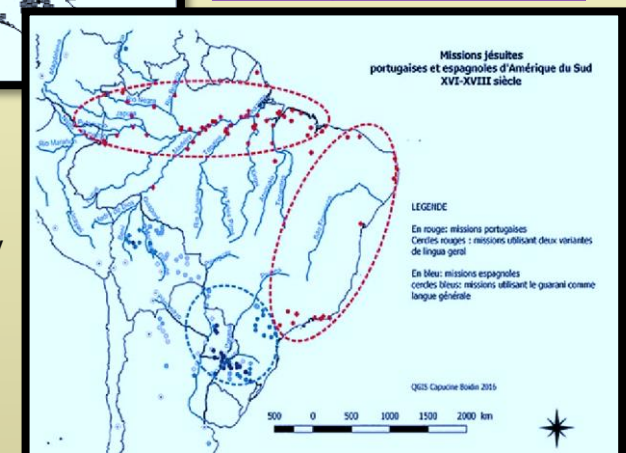 Missions jésuites
portugaises et espagnoles d'Amérique du Sud
XVI-XVIII siècle
LEGENDE
En rouge: missions portugaises
Cercles rouges : missions utilisant deux variantes
de lingua geral
En bleu: missions espagnoles
cercles bleus: missions utilisant le guarani comme
langue générale
QGIS Capucine Boidin 2016
500 0 500 1000 1500 2000 km